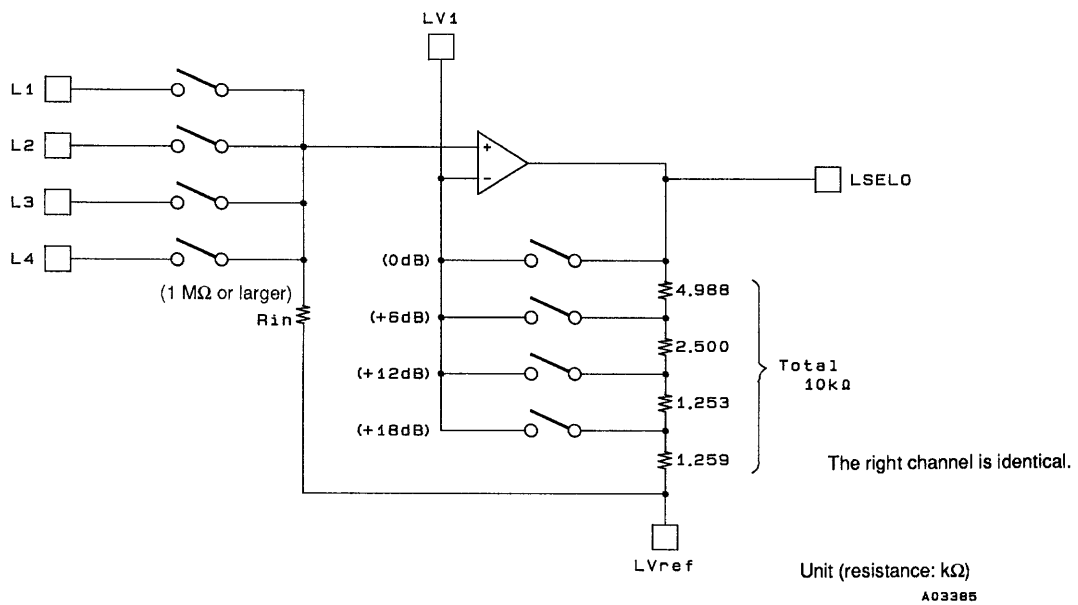 LV1
L1
L2
L3
L4
+
−
LSELO
(0dB)
(+6dB)
(+12dB)
(+18dB)
(1 MΩ or larger)
Rin
4.988
2.500
1.253
1.259
Total
10kΩ
The right channel is identical.
LVref
Unit (resistance: kΩ)
A03385